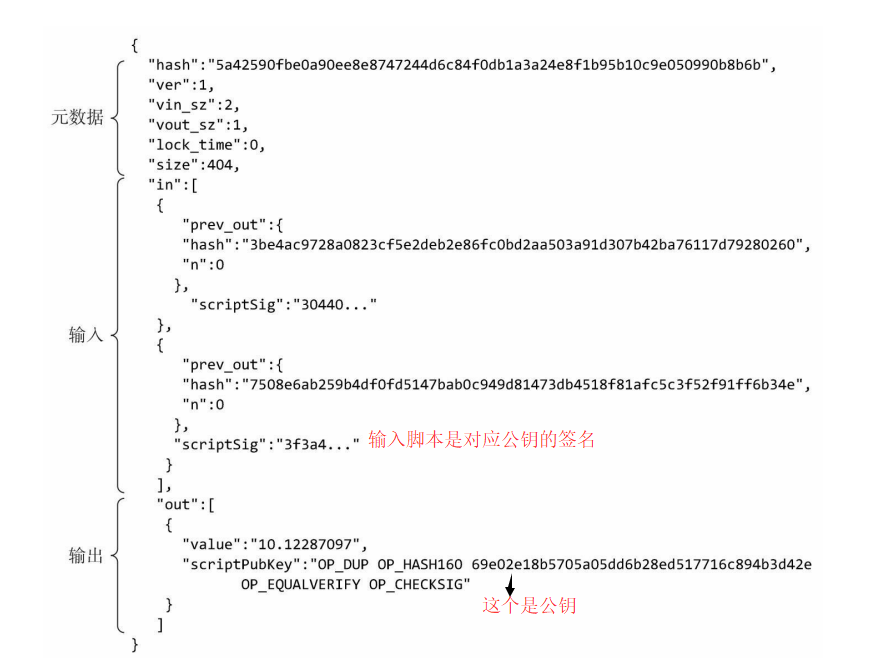 {
"hash":"5a42590fbe0a90ee8e8747244d6c84f0db1a3a24e8f1b95b10c9e050990b8b6b",
"ver":1,
元数据
"vin_sz":2,
"vout_sz":1,
"lock_time":0,
"size":404,
"in":[
{
"prev_out":{
"hash":"3be4ac9728a0823cf5e2deb2e86fc0bd2aa503a91d307b42ba76117d79280260",
"n":0
},
"scriptSig":"30440..."
},
输入
{
"prev_out":{
"hash":"7508e6ab259b4df0fd5147bab0c949d81473db4518f81afc5c3f52f91ff6b34e",
"n":0
},
"scriptSig":"3f3a4..." 输入脚本是对应公钥的签名
}
],
"out":[
{
"value":"10.12287097",
输出
"scriptPubKey":"OP_DUP OP_HASH160 69e02e18b5705a05dd6b28ed517716c894b3d42e
OP_EQUALVERIFY OP_CHECKSIG"
} 这个是公钥
]
}